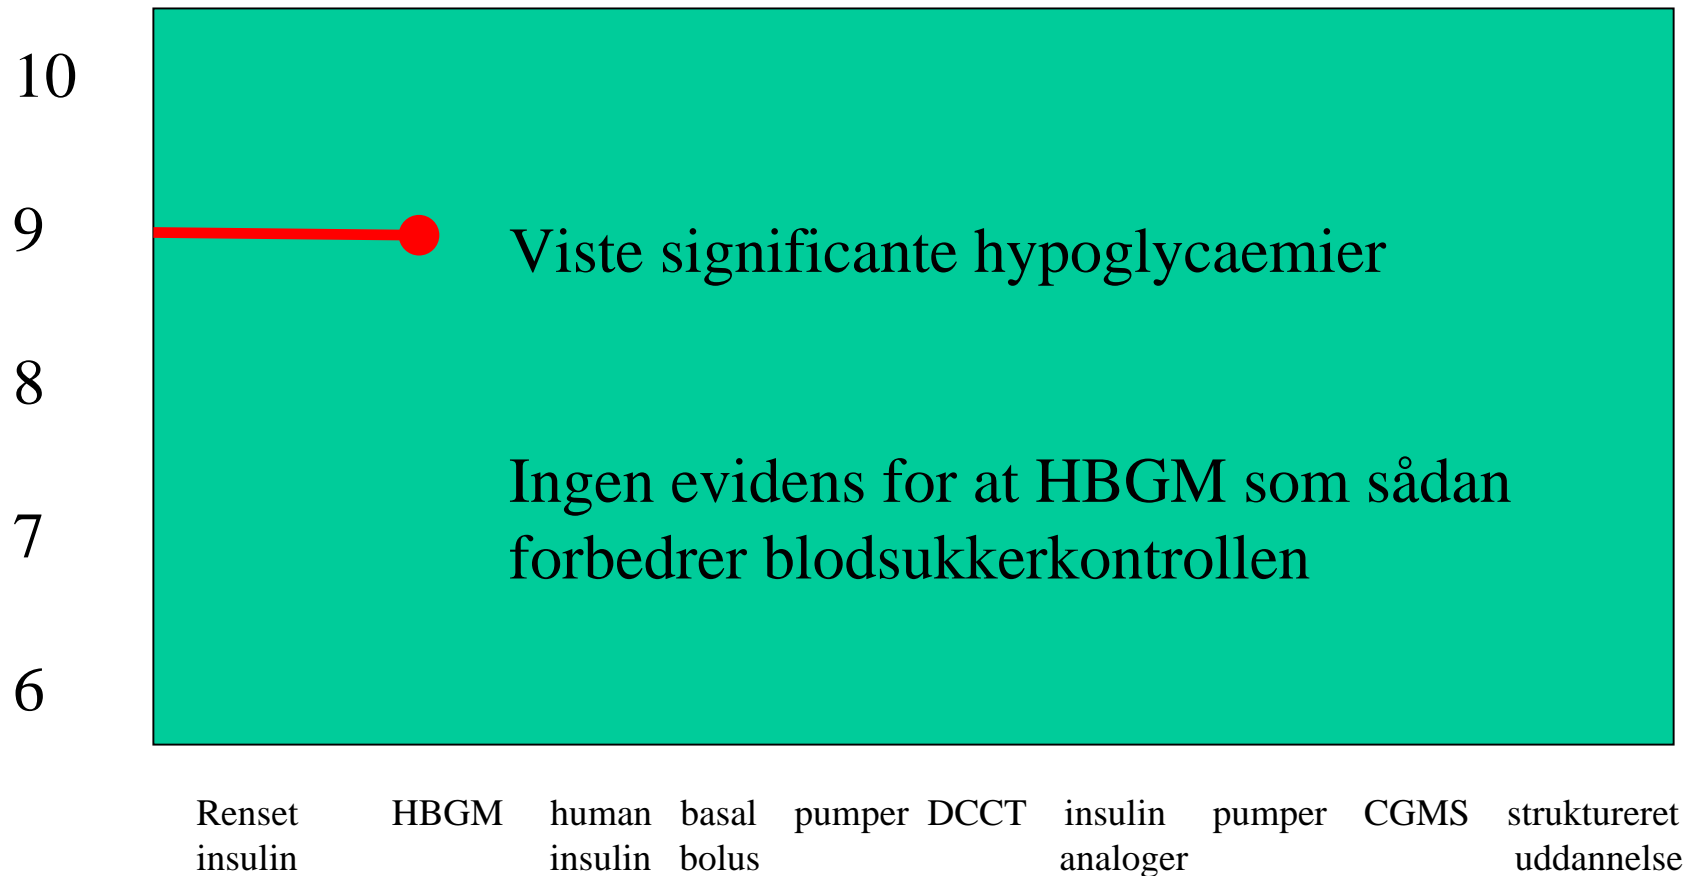 10
9
Viste significante hypoglycaemier
8
Ingen evidens for at HBGM som sådan
7
forbedrer blodsukkerkontrollen
6
Renset HBGM human basal pumper DCCT insulin pumper CGMS struktureret
insulin insulin bolus analoger uddannelse